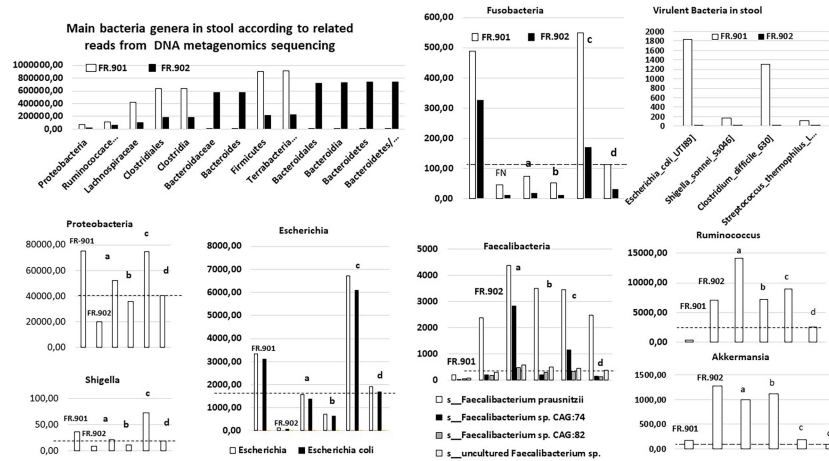 Main bacteria genera in stool according to related
reads from DNA metagenomics sequencing
FR.901
FR.902
1000000,00
800000,00
600000,00
400000,00
200000,00
0,00
Proteobacteria
Ruminococcace...
Lachnospiraceae
Clostridiales
Clostridia
Bacteroidaceae
Bacteroides
Firmicutes
Terrabacteria...
Bacteroidales
Bacteroidia
Bacteroidetes
Bacteroidetes/...
Fusobacteria
FR.901
FR.902
600,00
500,00
400,00
300,00
200,00
100,00
0,00
FN
a
b
c
d
Virulent Bacteria in stool
FR.901
FR.902
2000
1800
1600
1400
1200
1000
800
600
400
200
0
Escherichia_coli_UTI89]
Shigella_sonnei_Ss046]
Clostridium_difficile_630]
Streptococcus_thermophilus_L...
Proteobacteria
80000,00
60000,00
40000,00
20000,00
0,00
FR-901
FR.902
a
b
c
d
Shigella
100,00
50,00
0,00
FR-901
FR.902
a
b
c
d
Escherichia
8000,00
7000,00
6000,00
5000,00
4000,00
3000,00
2000,00
1000,00
0,00
FR.901
FR.902
a
b
c
d
Escherichia
Escherichia coli
Faecalibacteria
5000
4000
3000
2000
1000
0
FR.901
FR.902
a
b
c
d
s__Faecalibacterium prausnitzii
s__Faecalibacterium sp. CAG:74
s__Faecalibacterium sp. CAG:82
s__uncultured Faecalibacterium sp.
Ruminococcus
15000,00
10000,00
5000,00
0,00
FR.901
FR.902
a
b
c
d
Akkermansia
1500,00
1000,00
500,00
0,00
FR.901
FR.902
a
b
c